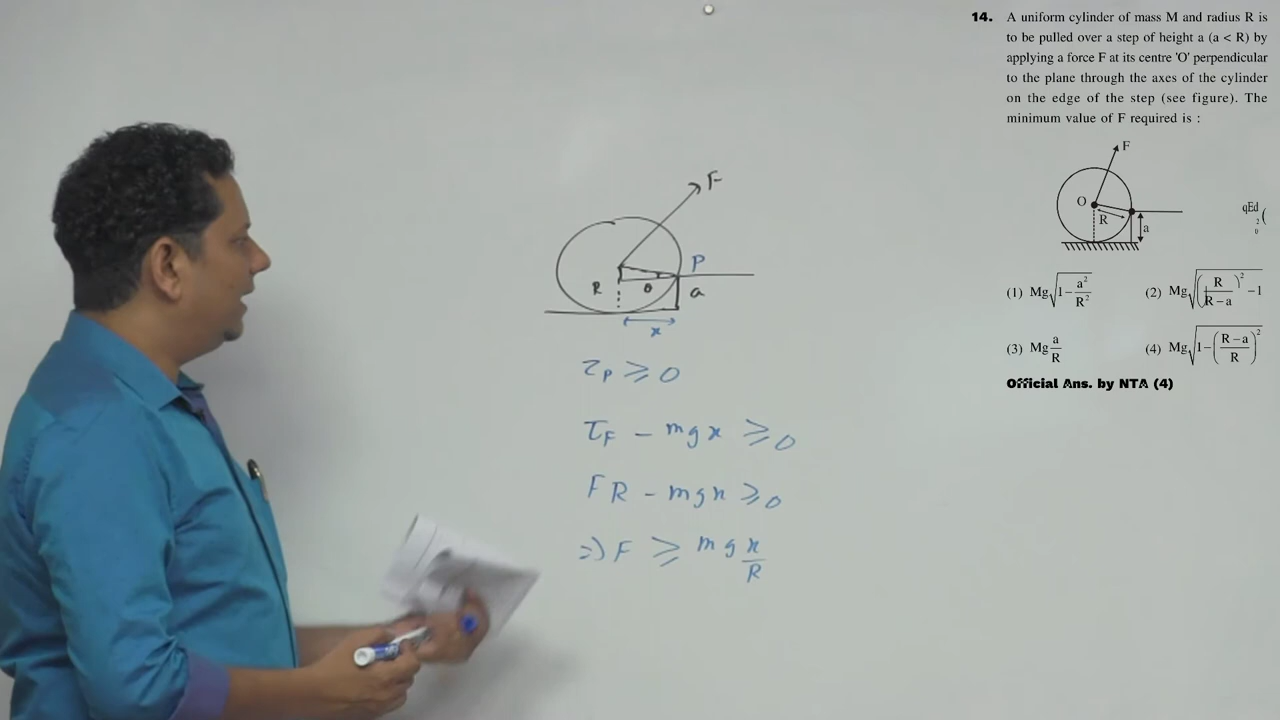 14. A uniform cylinder of mass M and radius R is
to be pulled over a step of height a (a < R) by
applying a force F at its centre 'O' perpendicular
to the plane through the axes of the cylinder
on the edge of the step (see figure). The
minimum value of F required is :
F
O
R
a
(1) Mg√(1-a²/R²)
(2) Mg√((R/R-a)²-1)
(3) Mg a/R
(4) Mg√(1-(R-a/R)²)
Official Ans. by NTA (4)
qEd
F
P
R
θ
a
x
τP ≥ 0
τF - mgx ≥ 0
FR - mgx ≥ 0
=> F ≥ mg x/R